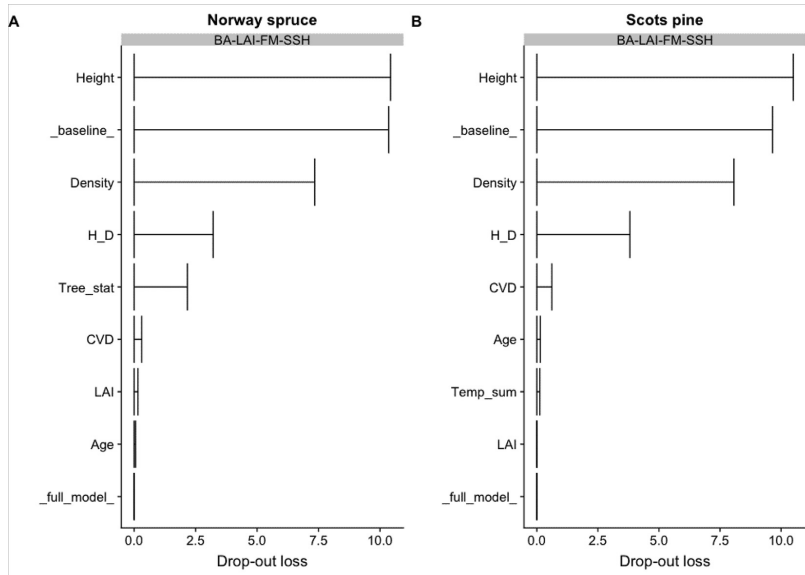 A
Norway spruce
BA-LAI-FM-SSH
Height
_baseline_
Density
H_D
Tree_stat
CVD
LAI
Age
_full_model_
0.0 2.5 5.0 7.5 10.0
Drop-out loss
B
Scots pine
BA-LAI-FM-SSH
Height
_baseline_
Density
H_D
CVD
Age
Temp_sum
LAI
_full_model_
0.0 2.5 5.0 7.5 10.0
Drop-out loss